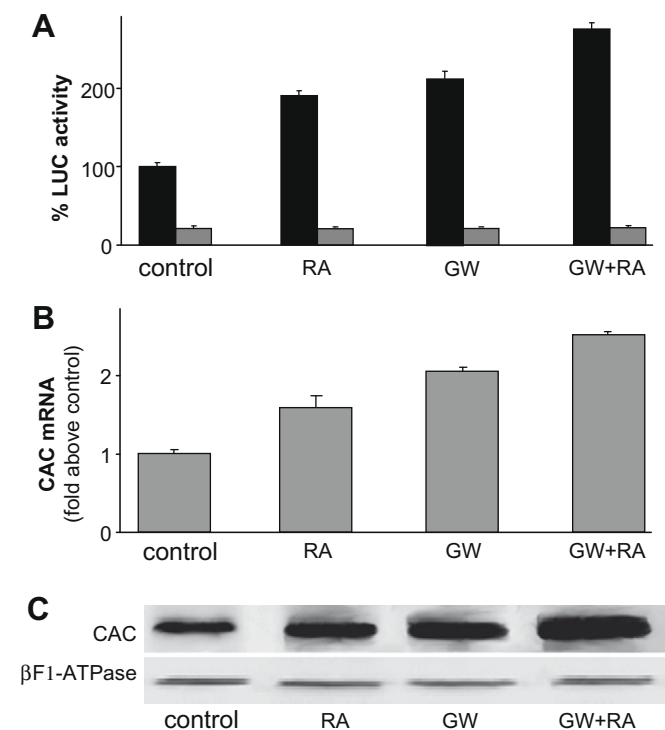 A
% LUC activity
200
100
0
control RA GW GW+RA
B
CAC mRNA
(fold above control)
2
1
0
control RA GW GW+RA
C
CAC
βF1-ATPase
control RA GW GW+RA